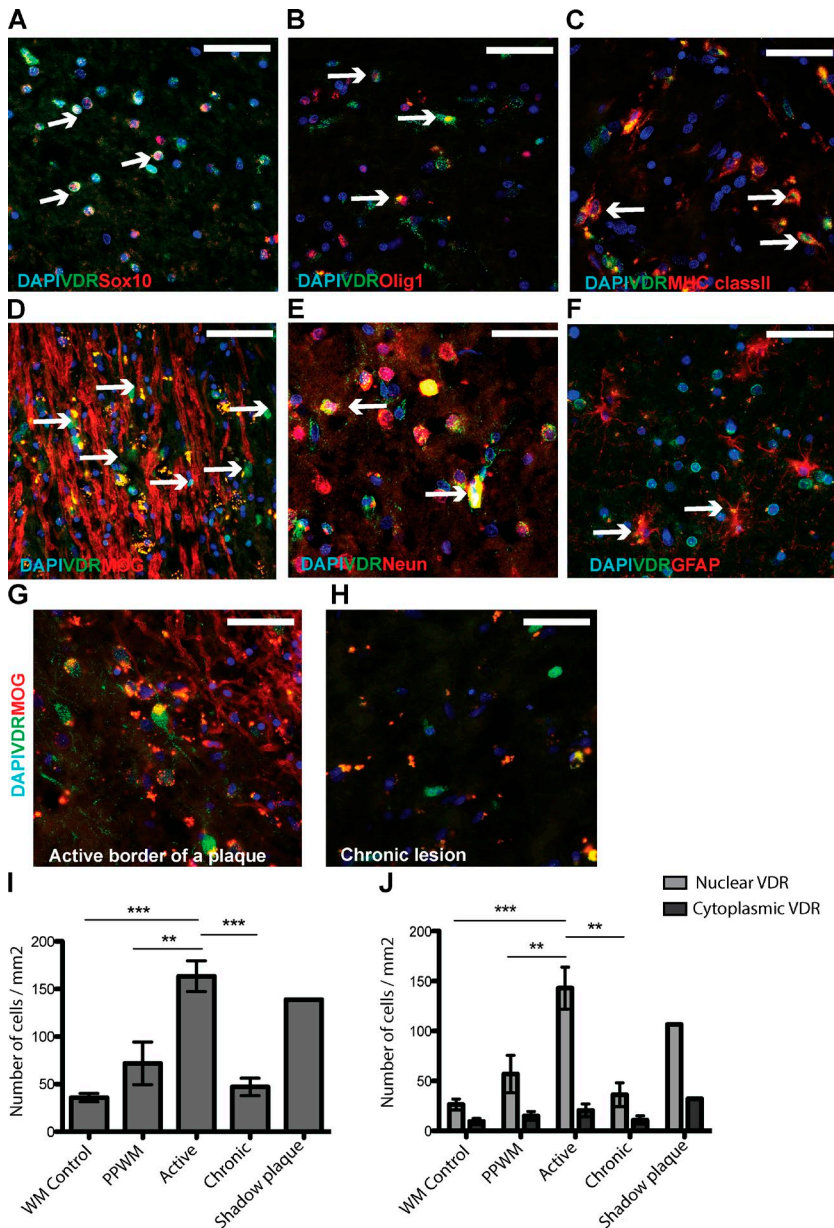 A
B
C
DAPIVDRSox10
DAPIVDROlig1
DAPIVDRMHC classII
D
E
F
DAPIVDRMOG
DAPIVDRNeun
DAPIVDRGFAP
G
H
DAPIVDRMOG
Active border of a plaque
Chronic lesion
I
J
Nuclear VDR
Cytoplasmic VDR
***
***
**
200
150
100
50
0
Number of cells / mm2
WM Control
PPWM
Active
Chronic
Shadow plaque
***
**
**
200
150
100
50
0
Number of cells / mm2
WM Control
PPWM
Active
Chronic
Shadow plaque